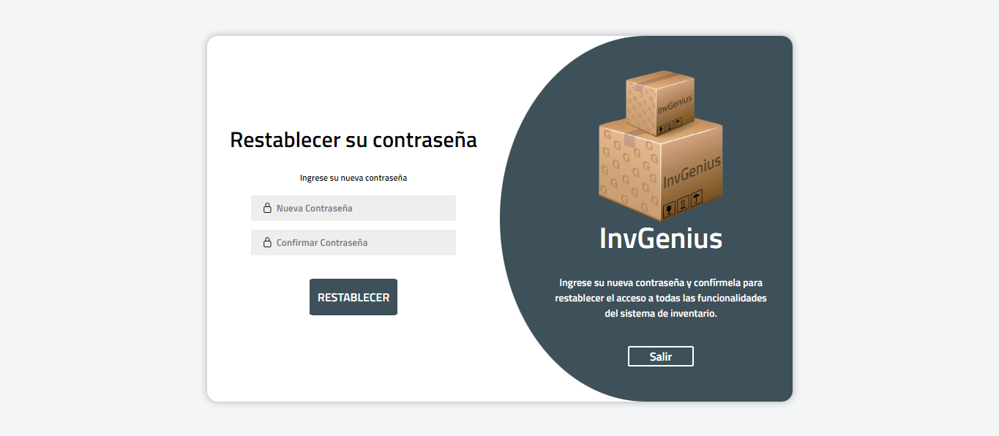 Restablecer su contraseña
Ingrese su nueva contraseña
Nueva Contraseña
Confirmar Contraseña
RESTABLECER
InvGenius
InvGenius
InvGenius
Ingrese su nueva contraseña y confírmela para
restablecer el acceso a todas las funcionalidades
del sistema de inventario.
Salir